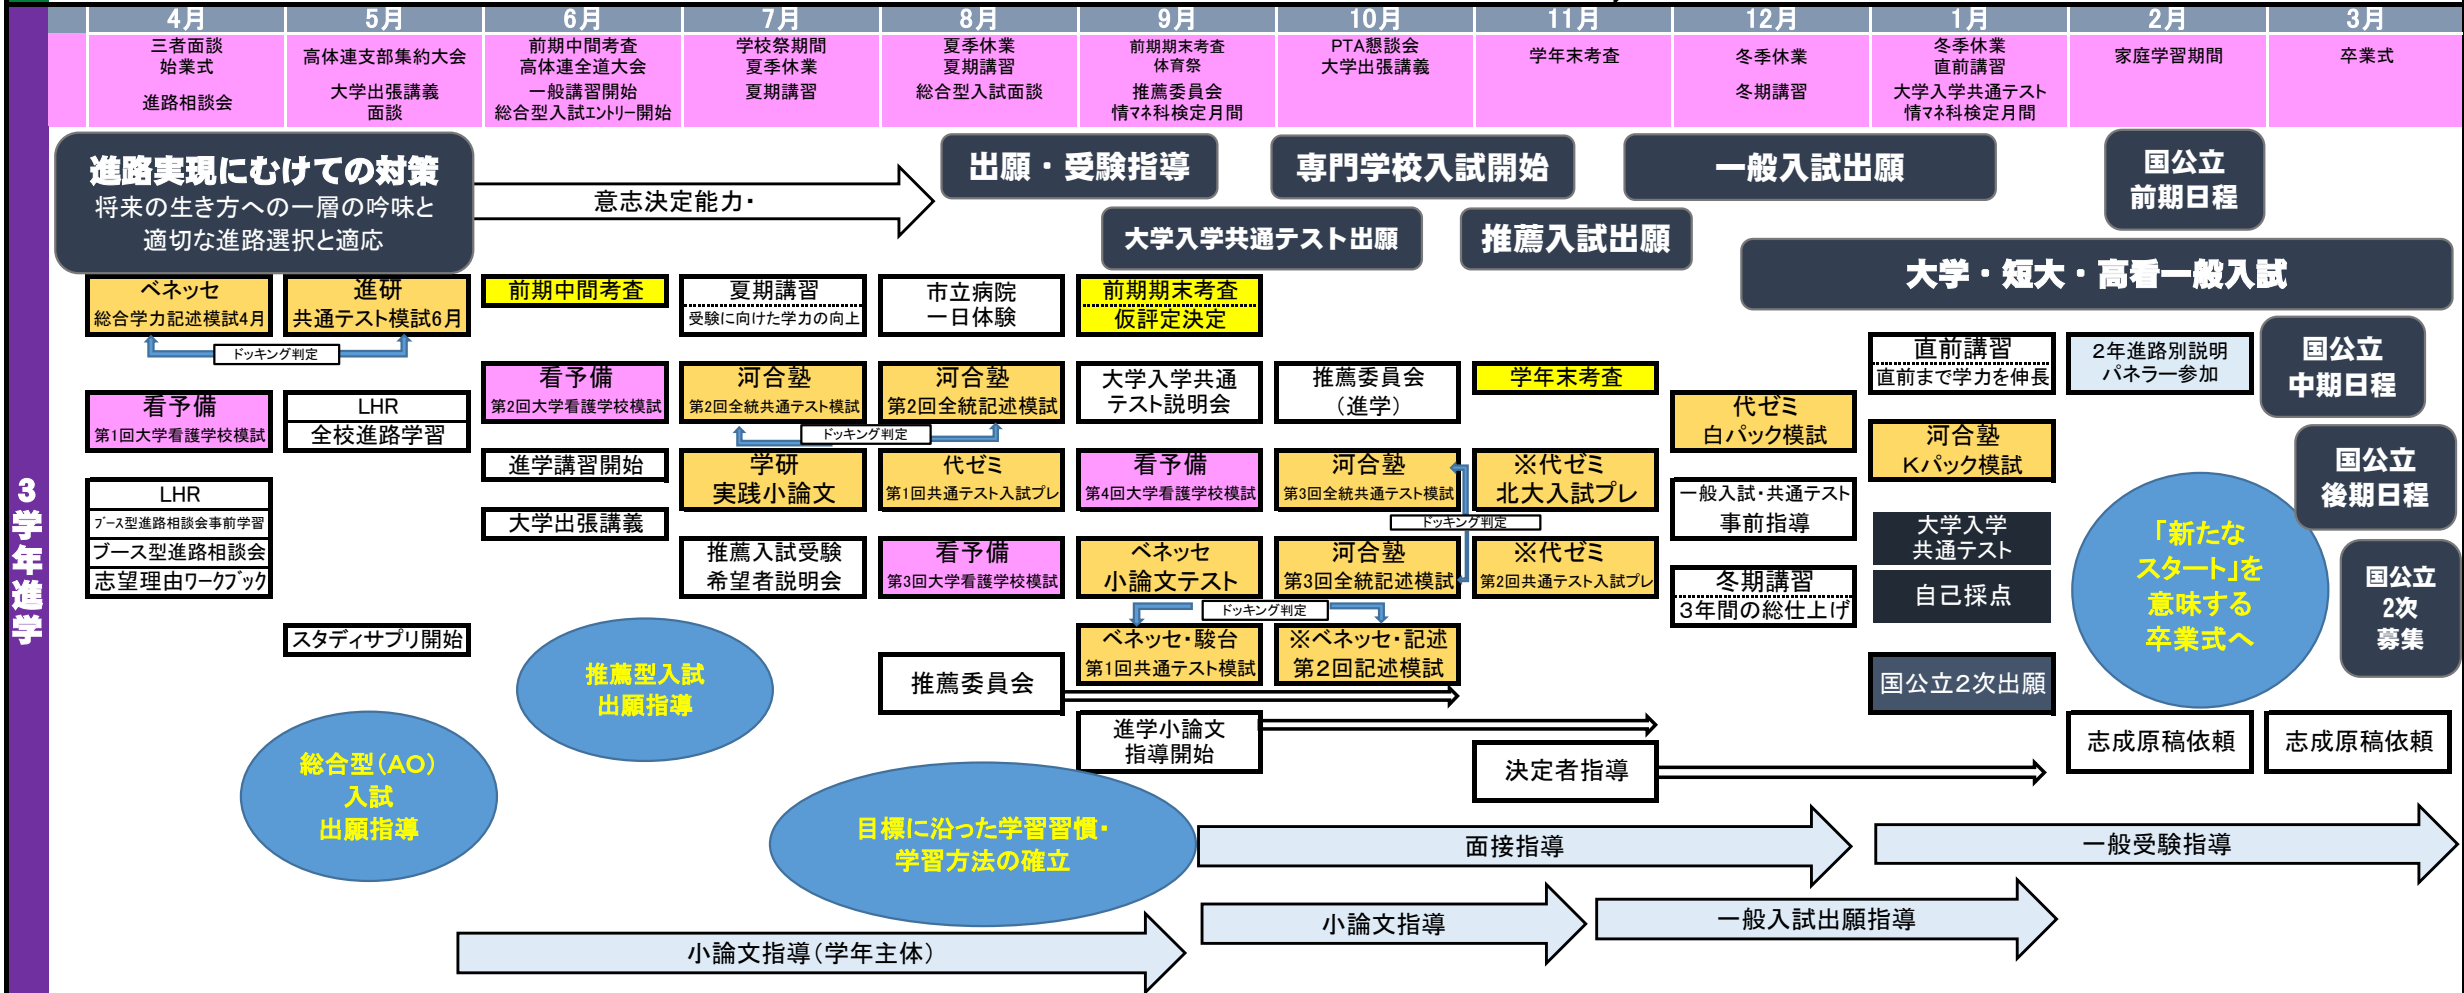 4月
5月
6月
7月
8月
9月
10月
11月
12月
1月
2月
3月
三者面談
始業式
進路相談会
高体連支部集約大会
大学出張講義
面談
前期中間考査
高体連全道大会
一般講習開始
総合型入試エントリー開始
学校祭期間
夏季休業
夏期講習
夏季休業
夏期講習
総合型入試面談
前期期末考査
体育祭
推薦委員会
情マネ科検定月間
PTA懇談会
大学出張講義
学年末考査
冬季休業
冬期講習
冬季休業
直前講習
大学入学共通テスト
情マネ科検定月間
家庭学習期間
卒業式
3学年進学
進路実現にむけての対策
将来の生き方への一層の吟味と
適切な進路選択と適応
意志決定能力・
出願・受験指導
専門学校入試開始
一般入試出願
国公立
前期日程
大学入学共通テスト出願
推薦入試出願
大学・短大・高看一般入試
ベネッセ
総合学力記述模試4月
進研
共通テスト模試6月
ドッキング判定
前期中間考査
夏期講習
受験に向けた学力の向上
市立病院
一日体験
前期期末考査
仮評定決定
看予備
第1回大学看護学校模試
LHR
全校進路学習
看予備
第2回大学看護学校模試
河合塾
第2回全統共通テスト模試
河合塾
第2回全統記述模試
ドッキング判定
大学入学共通
テスト説明会
推薦委員会
（進学）
学年末考査
代ゼミ
白パック模試
直前講習
直前まで学力を伸長
2年進路別説明
パネラー参加
国公立
中期日程
河合塾
Kパック模試
国公立
後期日程
LHR
ブース型進路相談会事前学習
ブース型進路相談会
志望理由ワークブック
進学講習開始
大学出張講義
学研
実践小論文
代ゼミ
第1回共通テスト入試プレ
看予備
第4回大学看護学校模試
河合塾
第3回全統共通テスト模試
※代ゼミ
北大入試プレ
ドッキング判定
一般入試・共通テスト
事前指導
大学入学
共通テスト
自己採点
推薦入試受験
希望者説明会
看予備
第3回大学看護学校模試
ベネッセ
小論文テスト
河合塾
第3回全統記述模試
※代ゼミ
第2回共通テスト入試プレ
ドッキング判定
冬期講習
3年間の総仕上げ
「新たな
スタート」を
意味する
卒業式へ
国公立
2次
募集
スタディサプリ開始
推薦型入試
出願指導
推薦委員会
ベネッセ・駿台
第1回共通テスト模試
※ベネッセ・記述
第2回記述模試
国公立2次出願
進学小論文
指導開始
決定者指導
志成原稿依頼
志成原稿依頼
総合型（AO）
入試
出願指導
目標に沿った学習習慣・
学習方法の確立
面接指導
一般受験指導
小論文指導
一般入試出願指導
小論文指導（学年主体）